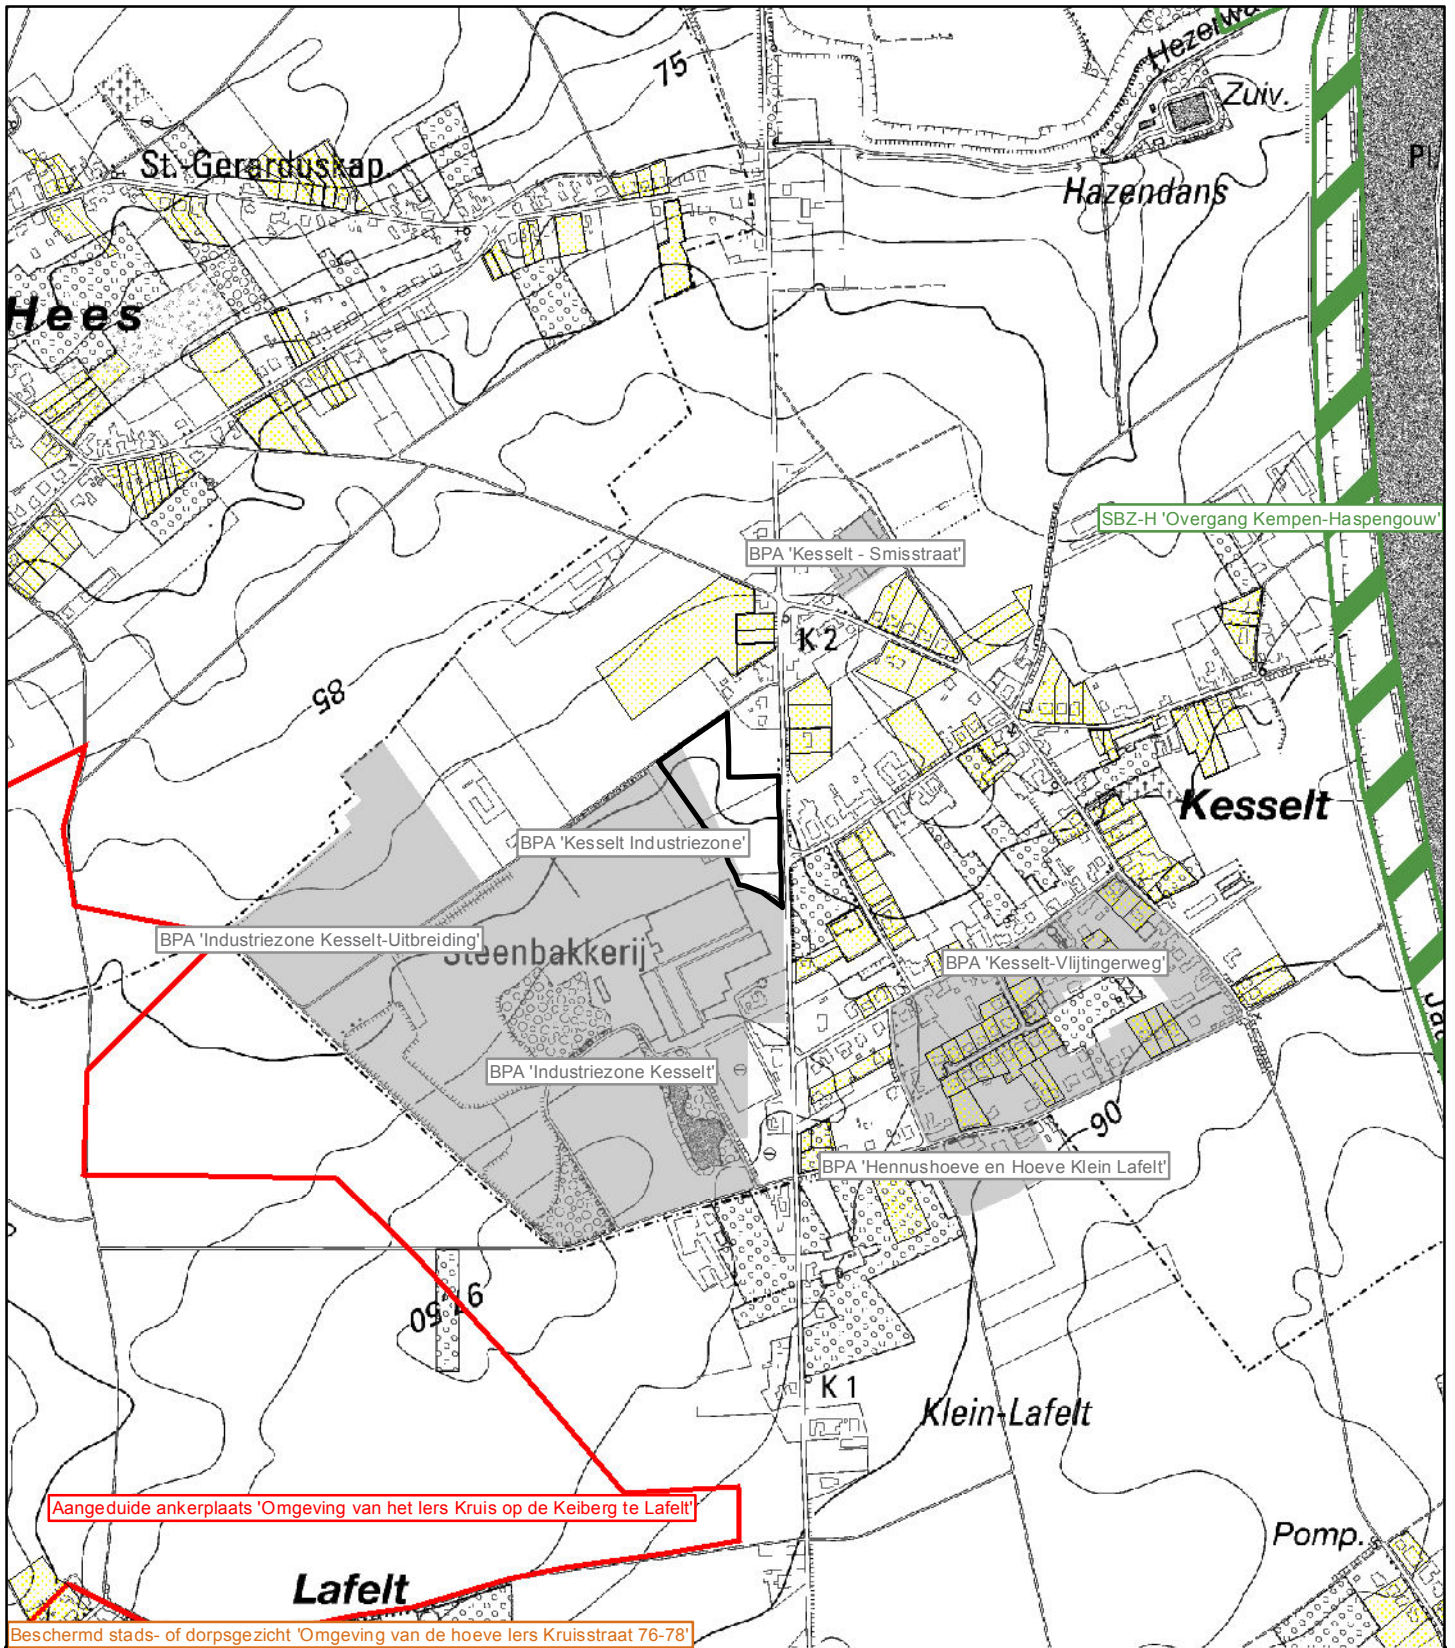 75
Hezerwa
Zuiv.
St.-Gerarduskap.
Pl.
Hazendans
Hees
SBZ-H 'Overgang Kempen-Haspengouw'
BPA 'Kesselt - Smisstraat'
K 2
85
Kesselt
BPA 'Kesselt Industriezone'
BPA 'Industriezone Kesselt-Uitbreiding'
Steenbakkerij
BPA 'Kesselt-Vlijtingerweg'
BPA 'Industriezone Kesselt'
90
BPA 'Hennushoeve en Hoeve Klein Lafelt'
97.50
K 1
Klein-Lafelt
Aangeduide ankerplaats 'Omgeving van het Iers Kruis op de Keiberg te Lafelt'
Pomp.
Lafelt
Beschermd stads- of dorpsgezicht 'Omgeving van de hoeve Iers Kruisstraat 76-78'